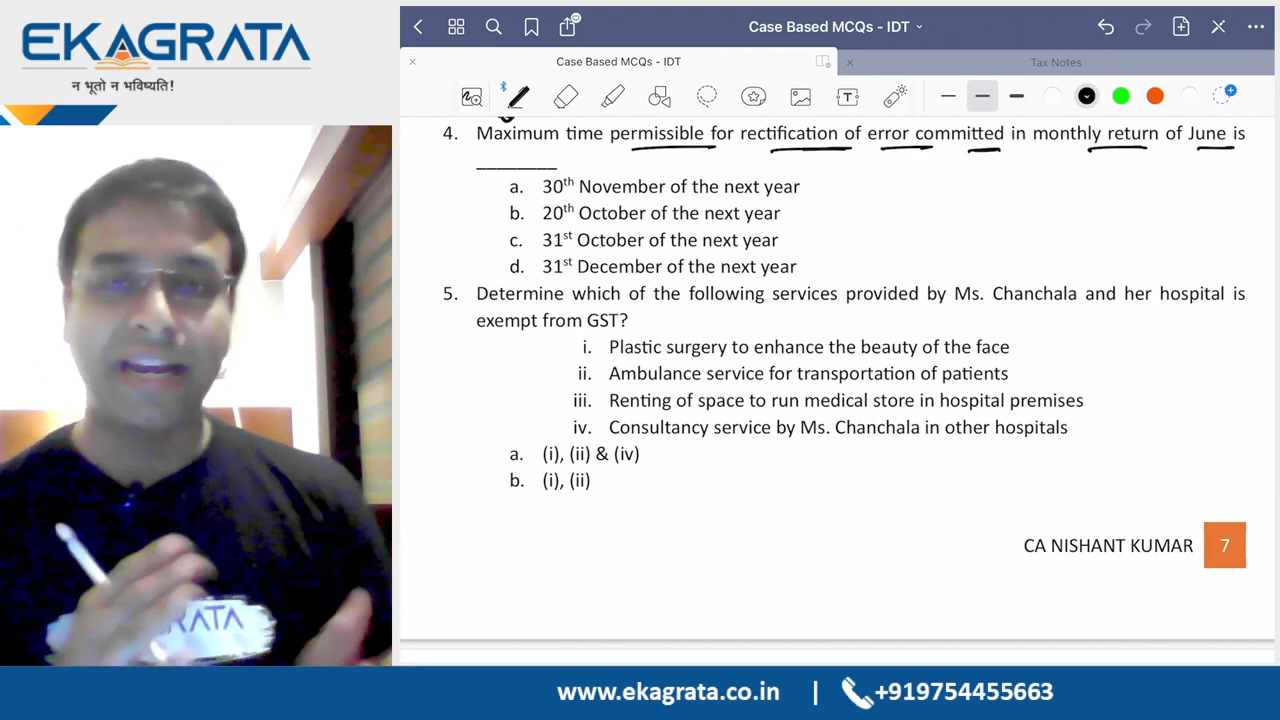 EKAGRATA
न भूतो न भविष्यति!
Case Based MCQs - IDT
Case Based MCQs - IDT
Tax Notes
4. Maximum time permissible for rectification of error committed in monthly return of June is
________
a. 30th November of the next year
b. 20th October of the next year
c. 31st October of the next year
d. 31st December of the next year
5. Determine which of the following services provided by Ms. Chanchala and her hospital is
exempt from GST?
i. Plastic surgery to enhance the beauty of the face
ii. Ambulance service for transportation of patients
iii. Renting of space to run medical store in hospital premises
iv. Consultancy service by Ms. Chanchala in other hospitals
a. (i), (ii) & (iv)
b. (i), (ii)
CA NISHANT KUMAR 7
RATA
www.ekagrata.co.in | +919754455663